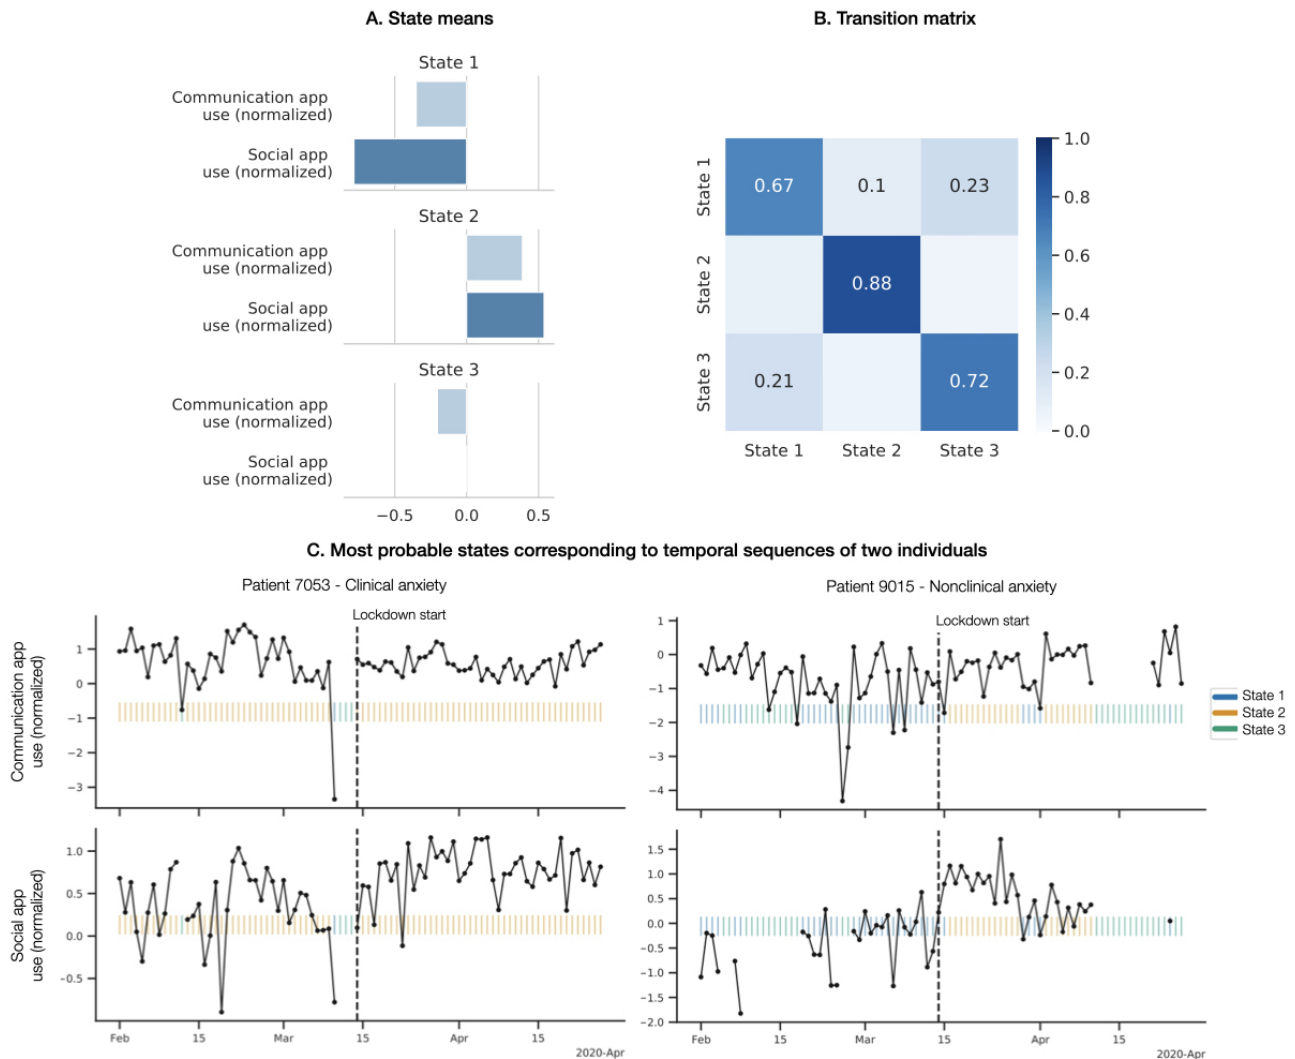 A. State means
State 1
Communication app
use (normalized)
Social app
use (normalized)
State 2
Communication app
use (normalized)
Social app
use (normalized)
State 3
Communication app
use (normalized)
Social app
use (normalized)
−0.5 0.0 0.5
B. Transition matrix
State 1
State 2
State 3
0.67 0.1 0.23
0.88
0.21 0.72
State 1 State 2 State 3
1.0
0.8
0.6
0.4
0.2
0.0
C. Most probable states corresponding to temporal sequences of two individuals
Patient 7053 - Clinical anxiety
Lockdown start
Communication app
use (normalized)
1
0
−1
−2
−3
Social app
use (normalized)
1.0
0.5
0.0
−0.5
Feb 15 Mar 15 Apr 15
2020-Apr
Patient 9015 - Nonclinical anxiety
Lockdown start
1
0
−1
−2
−3
−4
1.5
1.0
0.5
0.0
−0.5
−1.0
−1.5
−2.0
Feb 15 Mar 15 Apr 15
2020-Apr
State 1
State 2
State 3